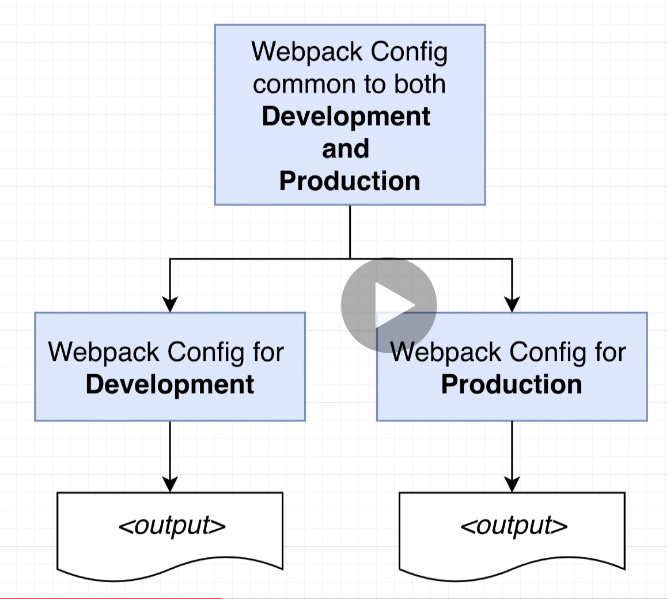 Webpack Config
common to both
Development
and
Production
Webpack Config for
Development
Webpack Config for
Production
<output>
<output>